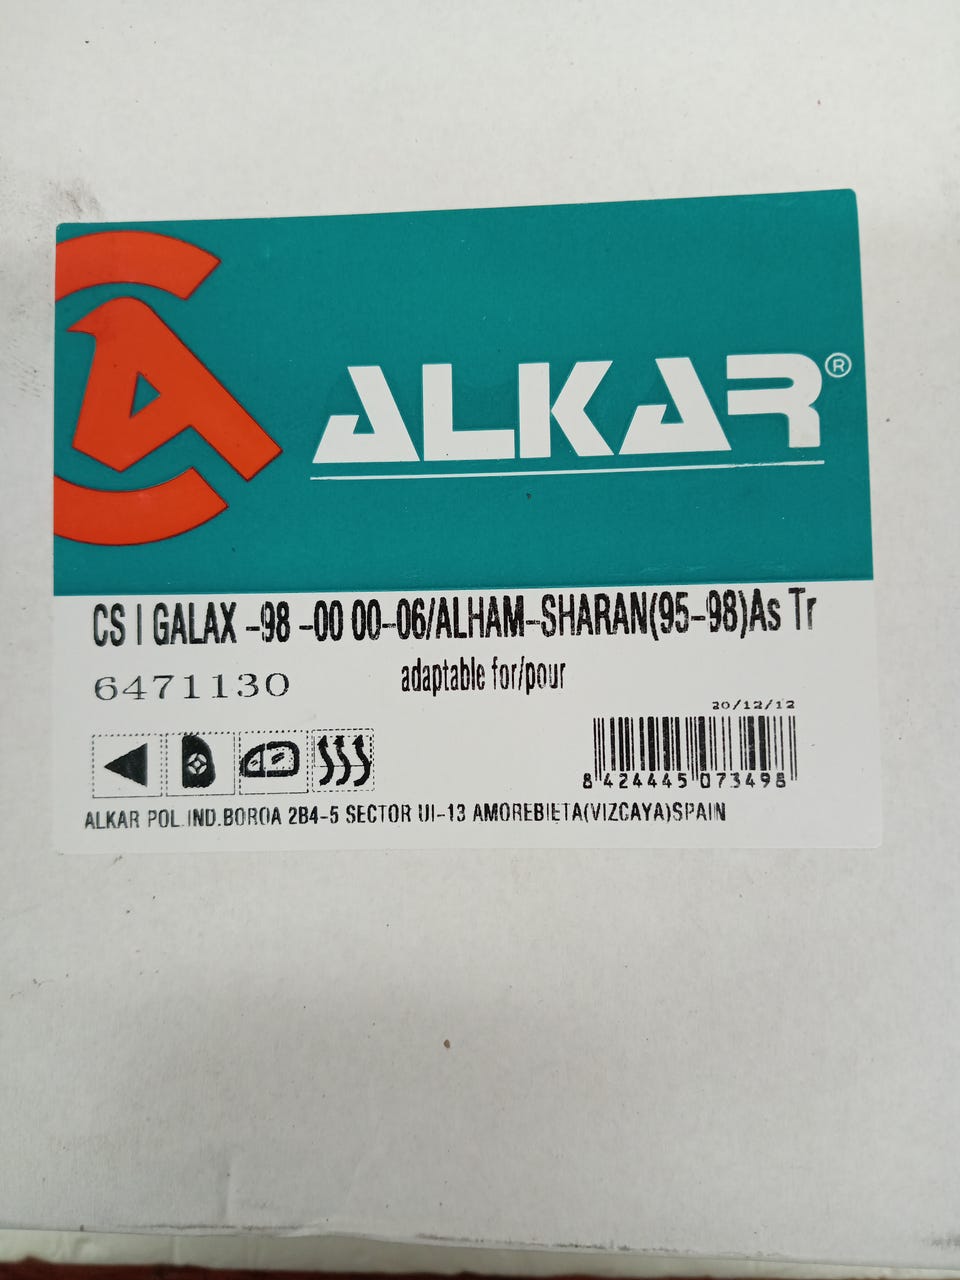 ALKAR®
CS I GALAX -98 -00 00-06/ALHAM-SHARAN(95-98)As Tr
6471130
adaptable for/pour
20/12/12
8 424445 073498
ALKAR POL.IND.BOROA 2B4-5 SECTOR UI-13 AMOREBIETA(VIZCAYA)SPAIN